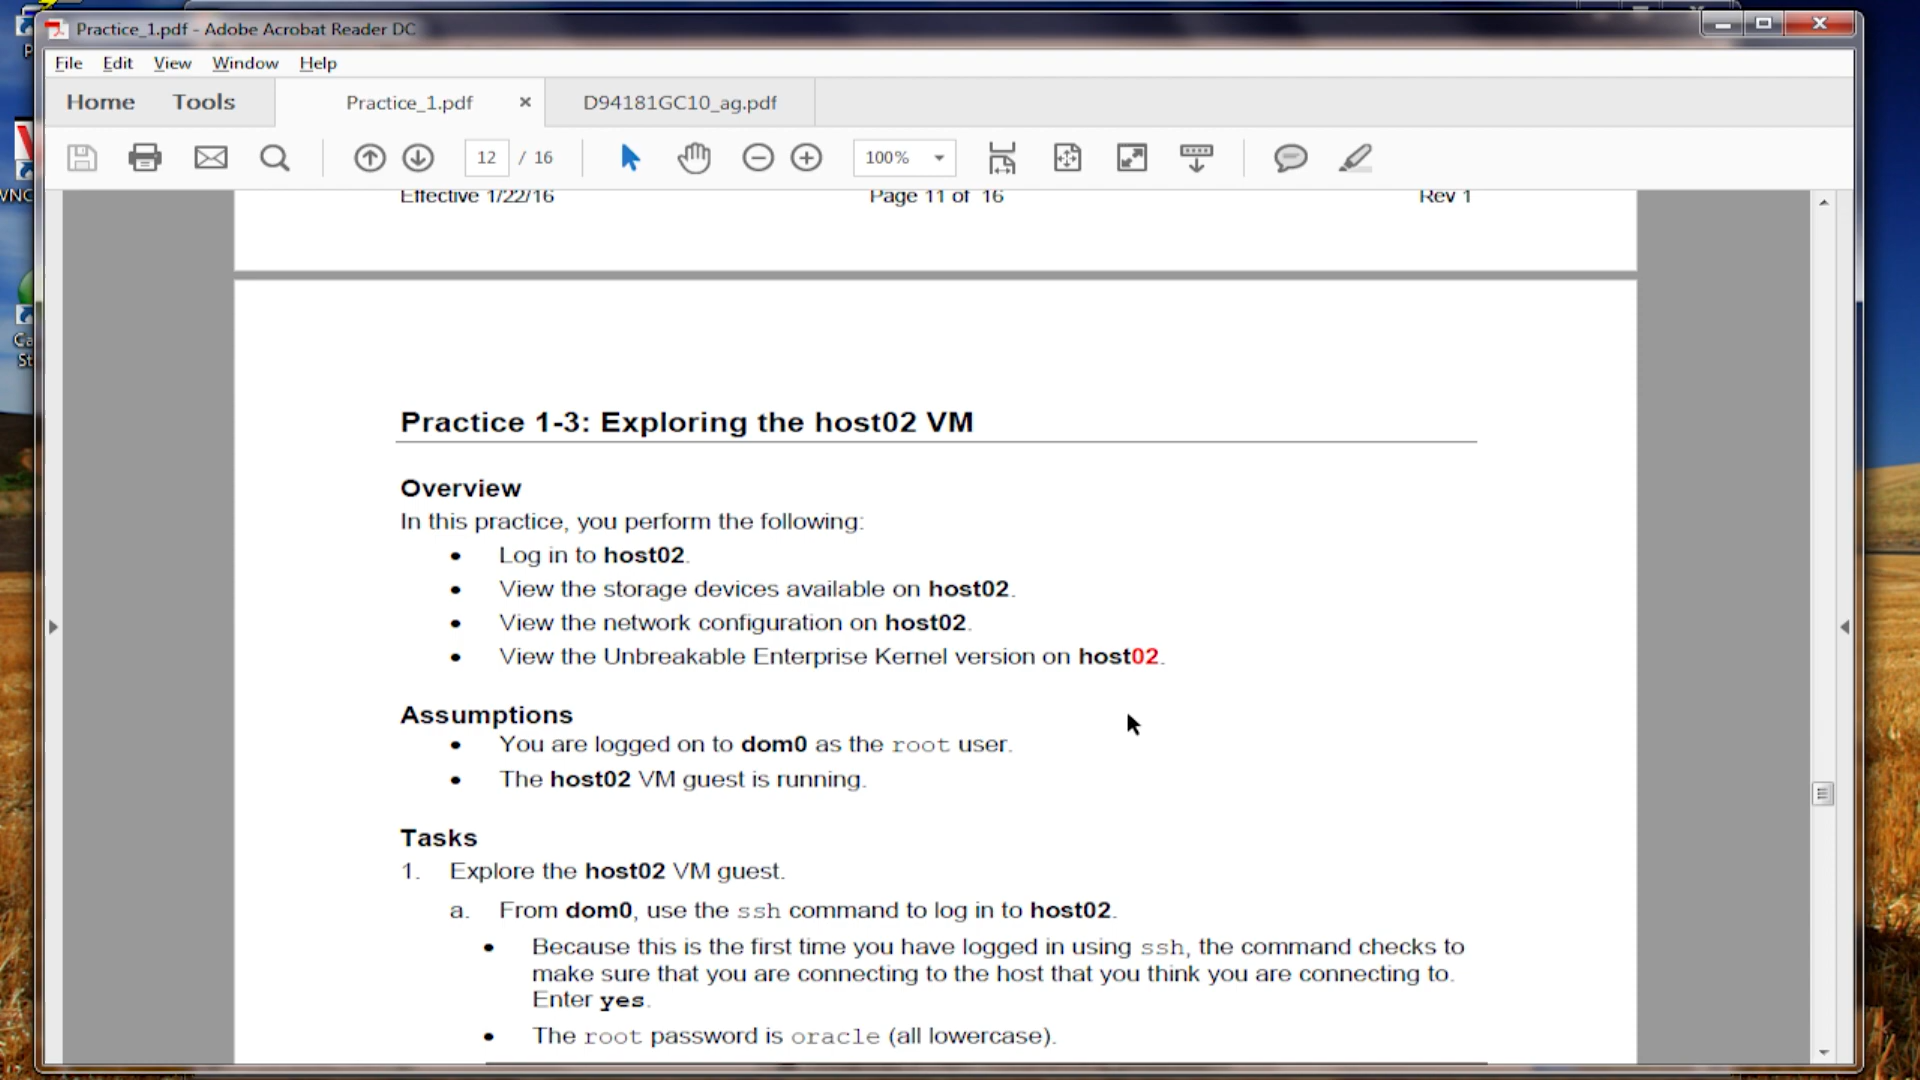 Practice_1.pdf - Adobe Acrobat Reader DC
File Edit View Window Help
Home Tools Practice_1.pdf × D94181GC10_ag.pdf
12 / 16 100%
VNC
Effective 1/22/16 Page 11 of 16 Rev 1
Practice 1-3: Exploring the host02 VM
Overview
In this practice, you perform the following:
• Log in to host02.
• View the storage devices available on host02.
• View the network configuration on host02.
• View the Unbreakable Enterprise Kernel version on host02.
Assumptions
• You are logged on to dom0 as the root user.
• The host02 VM guest is running.
Tasks
1. Explore the host02 VM guest.
a. From dom0, use the ssh command to log in to host02.
• Because this is the first time you have logged in using ssh, the command checks to
make sure that you are connecting to the host that you think you are connecting to.
Enter yes.
• The root password is oracle (all lowercase).